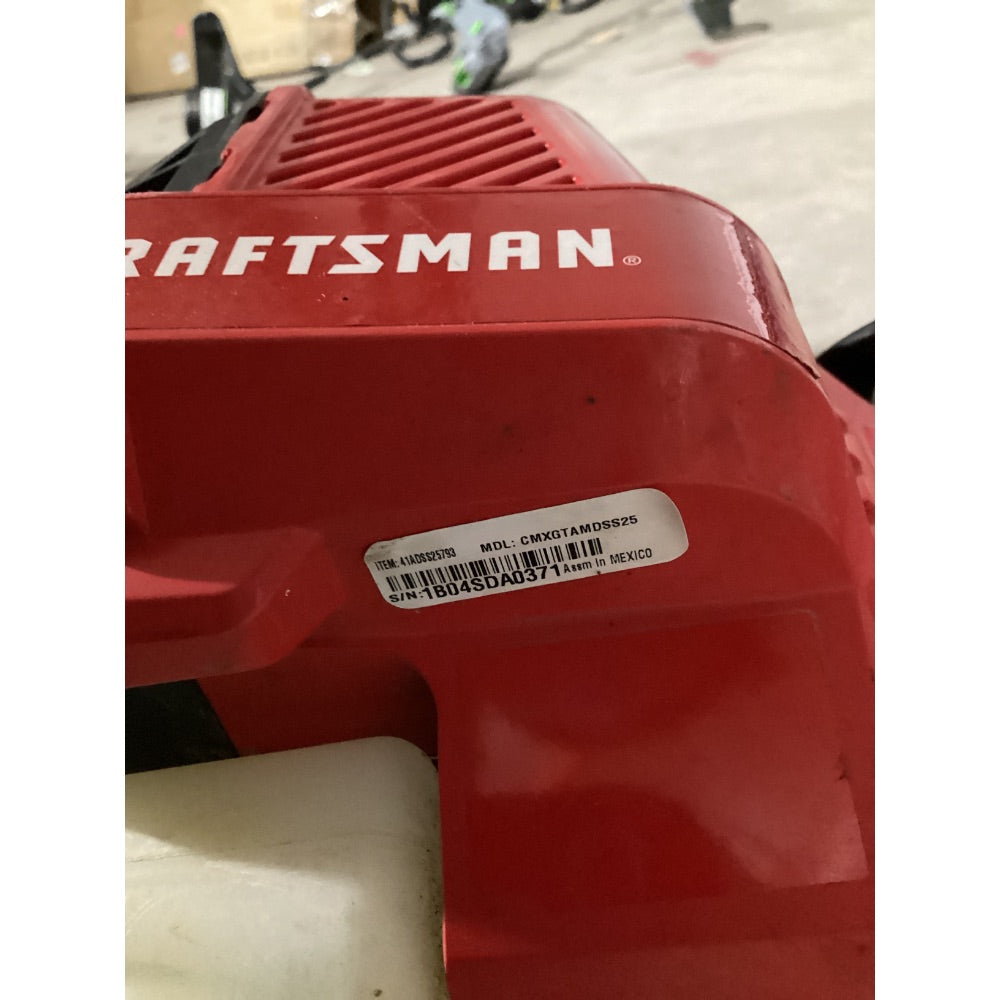 RAFTSMAN®
ITEM: 41ADSS25793 MDL: CMXGTAMDSS25
S/N:1B04SDA0371 Assm In MEXICO